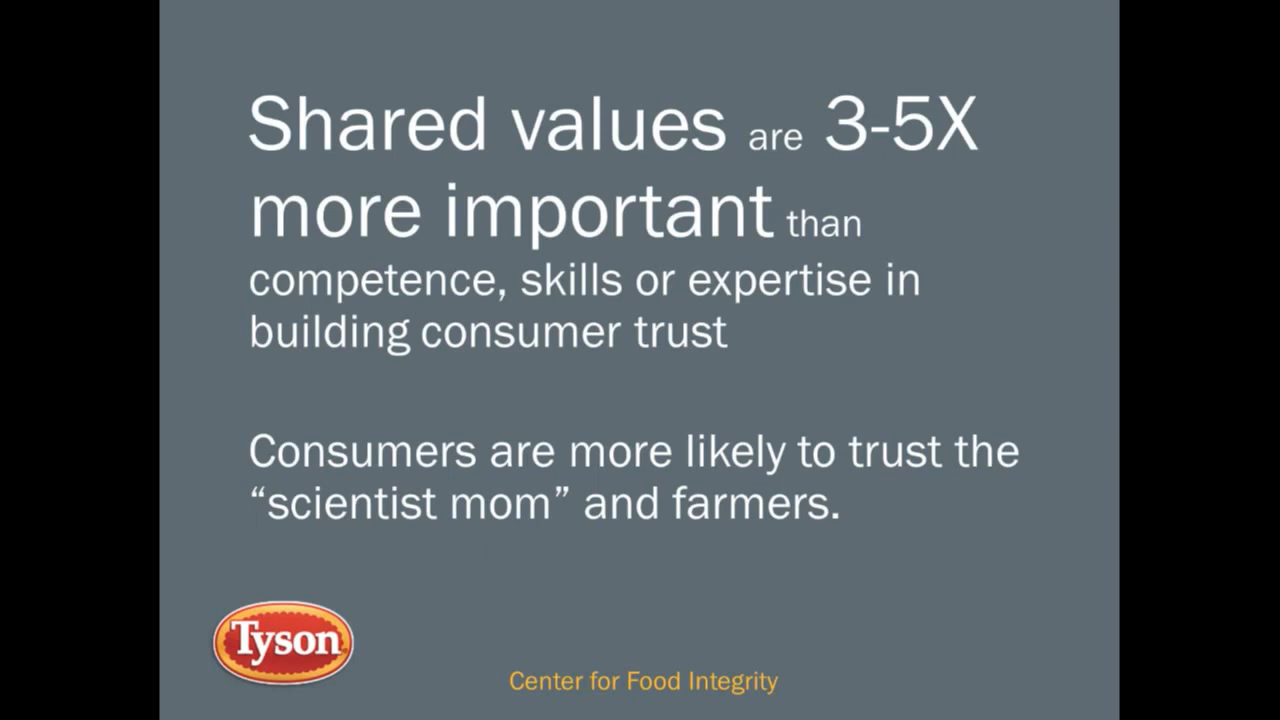 Shared values are 3-5X
more important than
competence, skills or expertise in
building consumer trust
Consumers are more likely to trust the
“scientist mom” and farmers.
Tyson
Center for Food Integrity